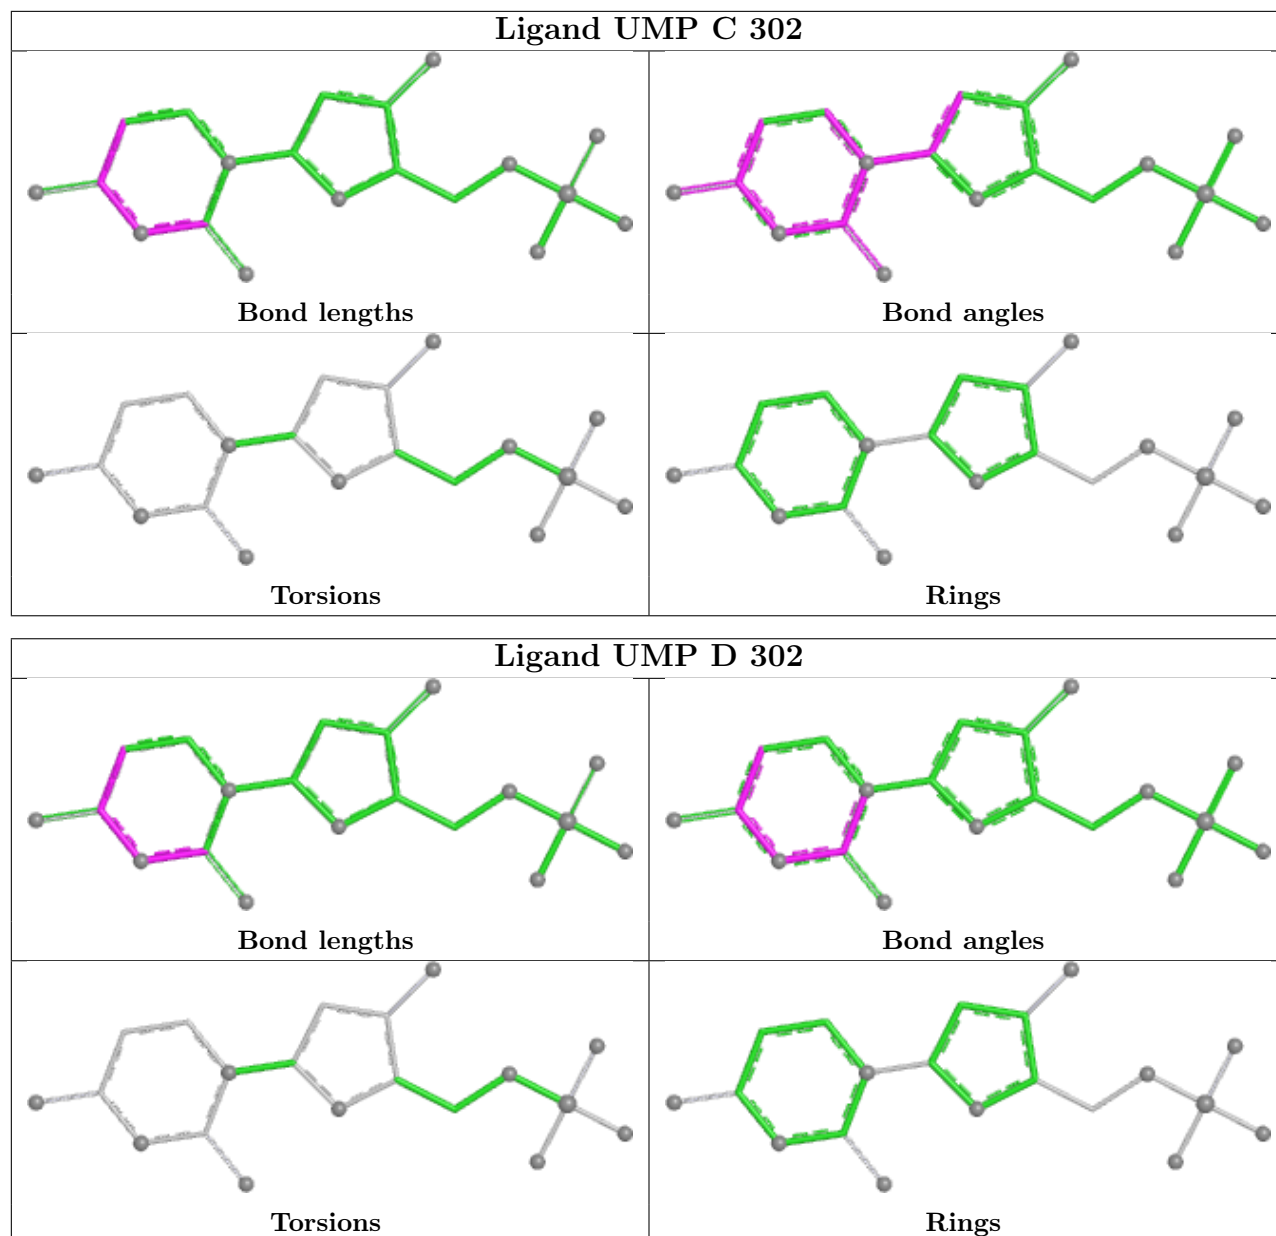 Ligand UMP C 302
Bond lengths
Bond angles
Torsions
Rings
Ligand UMP D 302
Bond lengths
Bond angles
Torsions
Rings